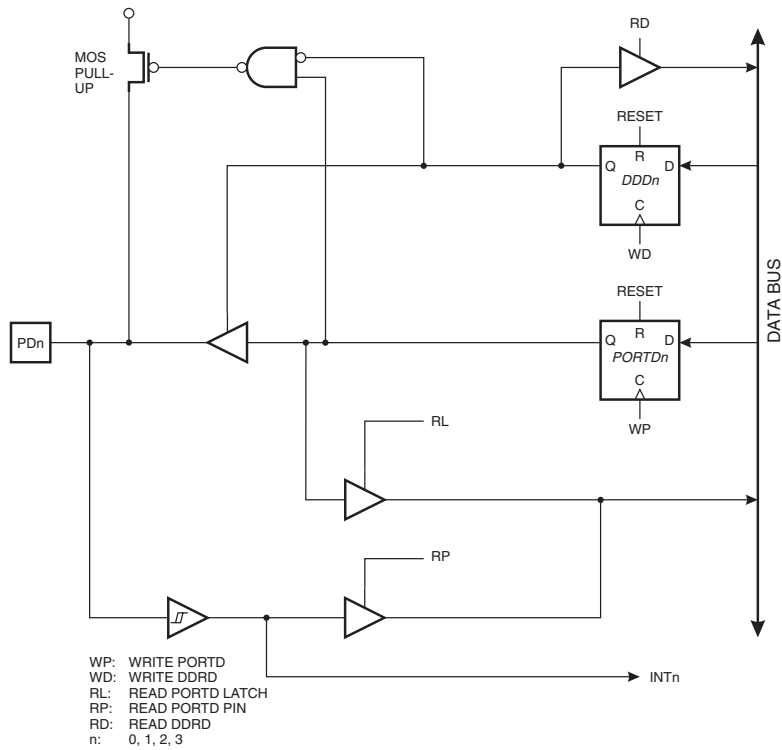 MOS
PULL-
UP
RD
RESET
R
Q
D
DDDn
C
WD
DATA BUS
RESET
PDn
R
Q
D
PORTDn
C
WP
RL
RP
INTn
WP: WRITE PORTD
WD: WRITE DDRD
RL: READ PORTD LATCH
RP: READ PORTD PIN
RD: READ DDRD
n: 0, 1, 2, 3